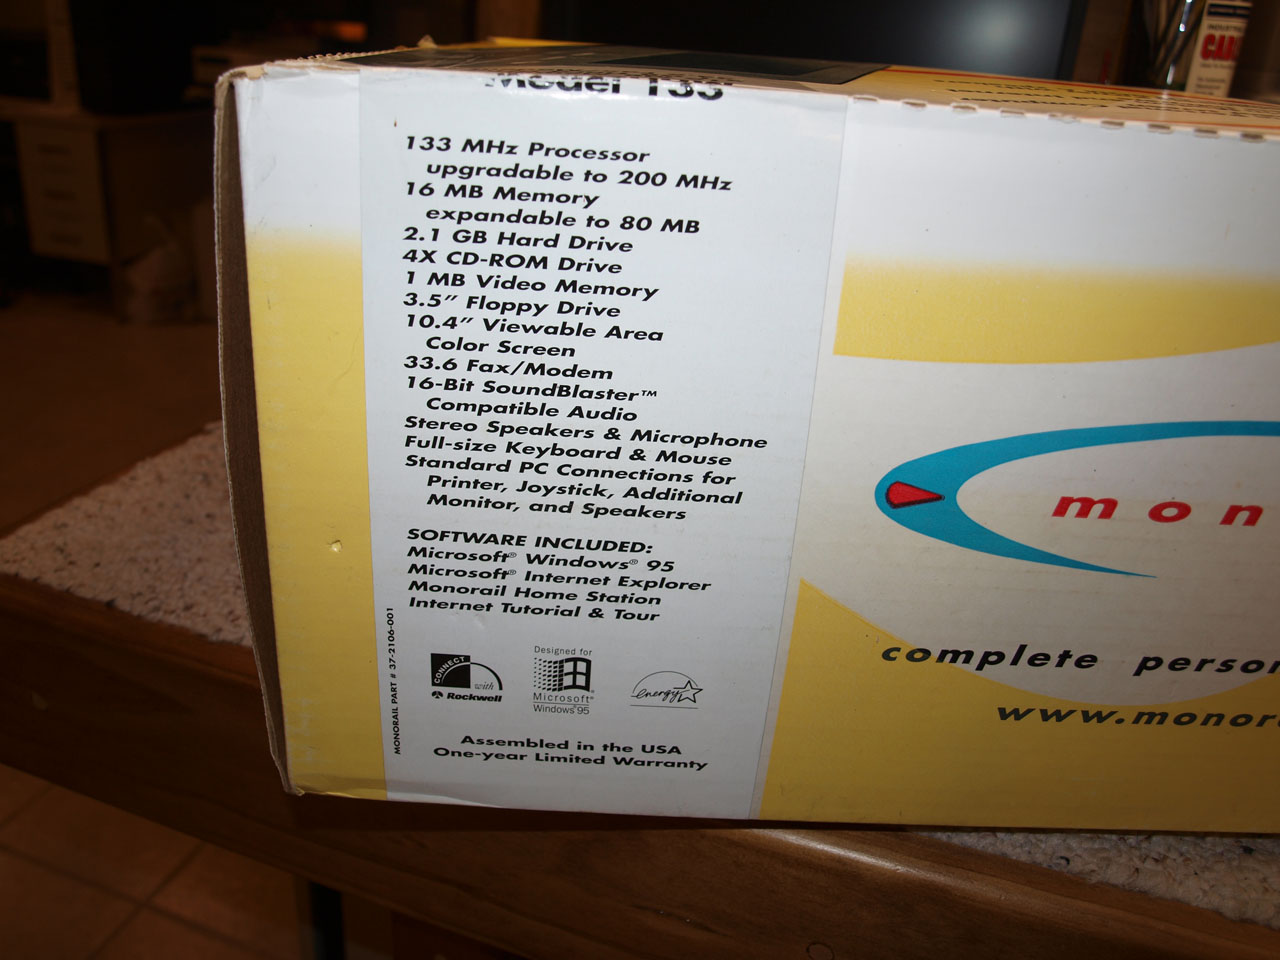 Model 133
133 MHz Processor
upgradable to 200 MHz
16 MB Memory
expandable to 80 MB
2.1 GB Hard Drive
4X CD-ROM Drive
1 MB Video Memory
3.5" Floppy Drive
10.4" Viewable Area
Color Screen
33.6 Fax/Modem
16-Bit SoundBlaster™
Compatible Audio
Stereo Speakers & Microphone
Full-size Keyboard & Mouse
Standard PC Connections for
Printer, Joystick, Additional
Monitor, and Speakers
SOFTWARE INCLUDED:
Microsoft® Windows® 95
Microsoft® Internet Explorer
Monorail Home Station
Internet Tutorial & Tour
MONORAIL PART # 37-2106-001
CONNECT
with
Rockwell
Designed for
Microsoft®
Windows®95
energy
Assembled in the USA
One-year Limited Warranty
mon
complete person
www.monor